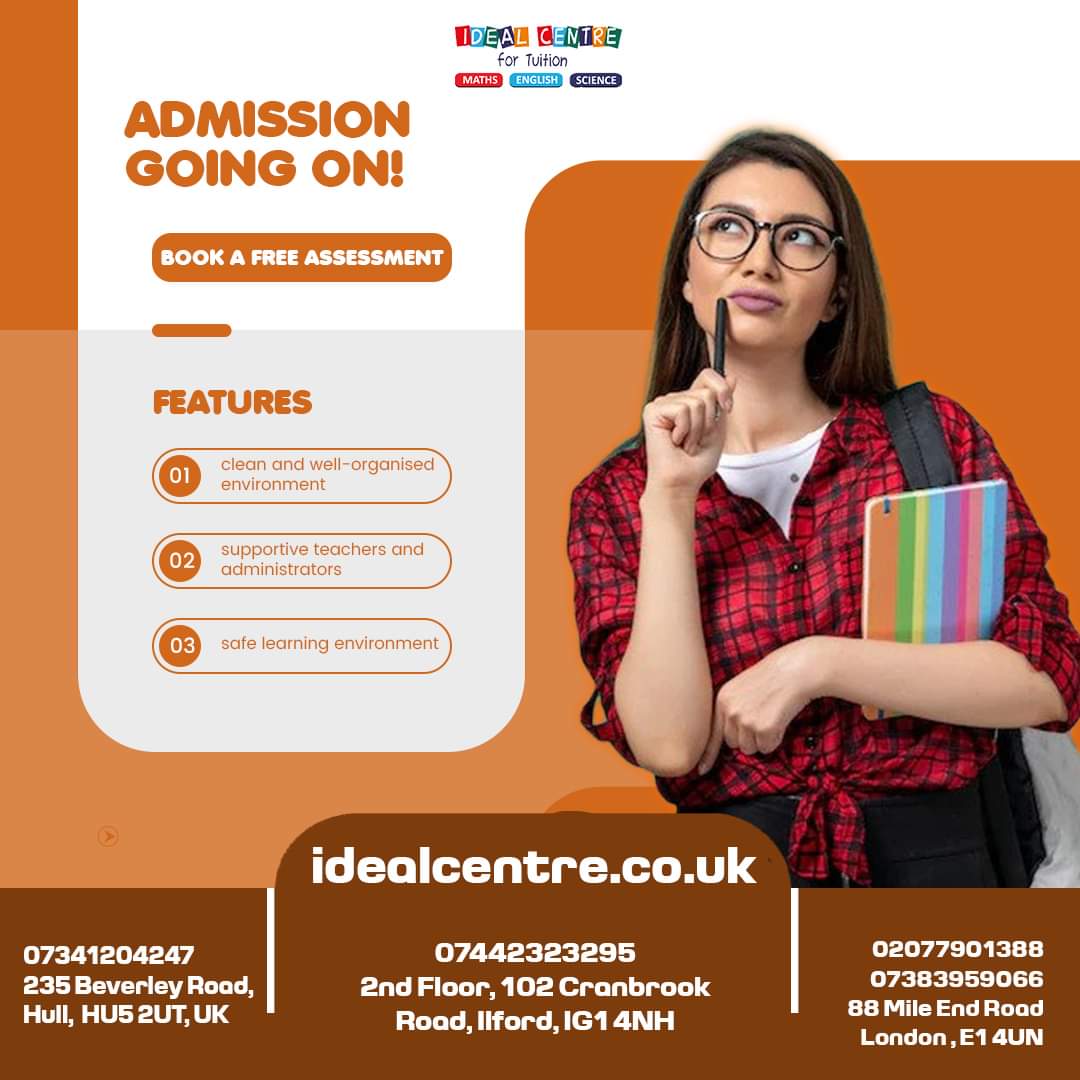 IDEAL CENTRE
for Tuition
MATHS ENGLISH SCIENCE
ADMISSION
GOING ON!
BOOK A FREE ASSESSMENT
FEATURES
01 clean and well-organised
environment
02 supportive teachers and
administrators
03 safe learning environment
idealcentre.co.uk
07341204247
235 Beverley Road,
Hull, HU5 2UT, UK
07442323295
2nd Floor, 102 Cranbrook
Road, Ilford, IG1 4NH
02077901388
07383959066
88 Mile End Road
London , E1 4UN